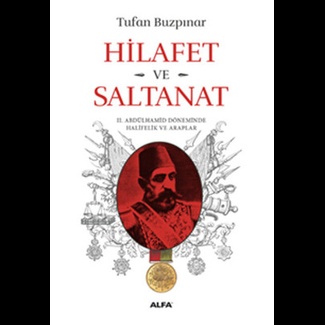 Tufan Buzpınar
HİLAFET
VE
SALTANAT
II. ABDÜLHAMİD DÖNEMİNDE
HALİFELİK VE ARAPLAR
ALFA